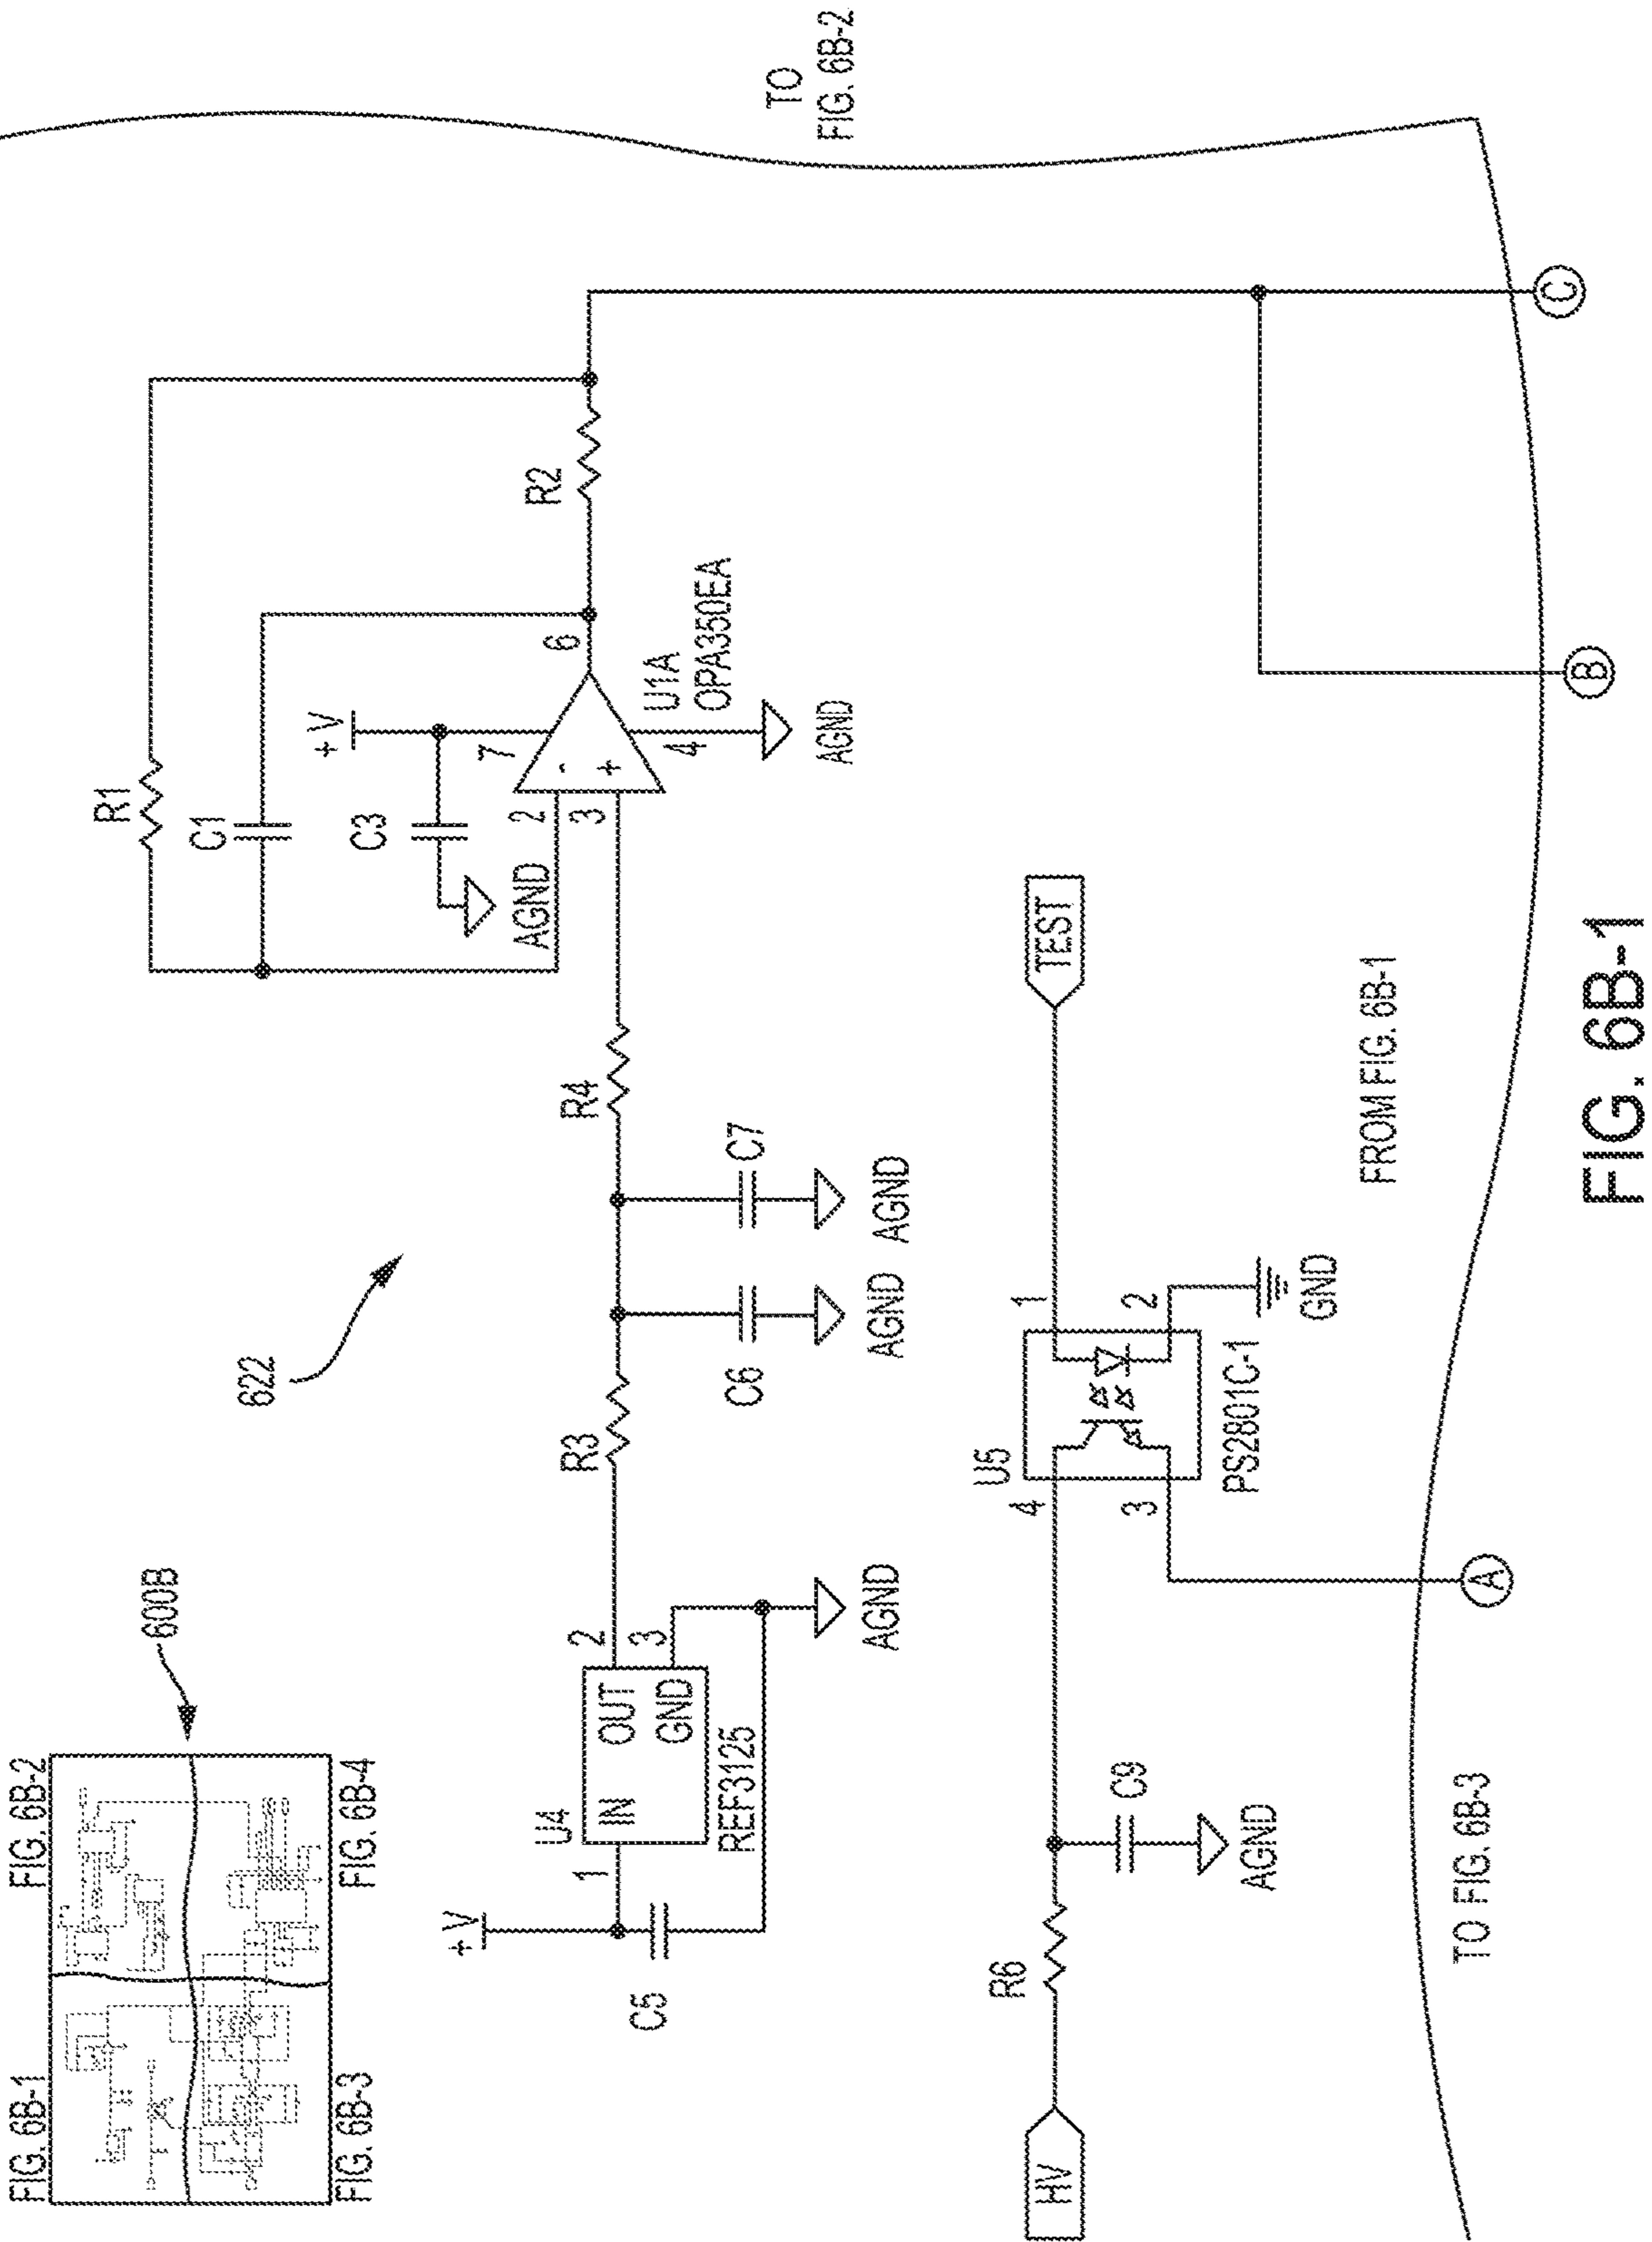 FIG. 6B-1
FIG. 6B-2
600B
FIG. 6B-3
FIG. 6B-4
622
R1
C1
+V
C3
AGND
7
2
-
3
+
4
6
U1A
OPA350EA
AGND
R2
TO
FIG. 6B-2
+V
C5
1
U4
IN
OUT
GND
2
3
REF3125
AGND
R3
C6
AGND
C7
AGND
R4
HV
R6
C9
AGND
U5
4
3
1
2
PS2801C-1
GND
TEST
A
B
C
TO FIG. 6B-3
FROM FIG. 6B-1
FIG. 6B-1